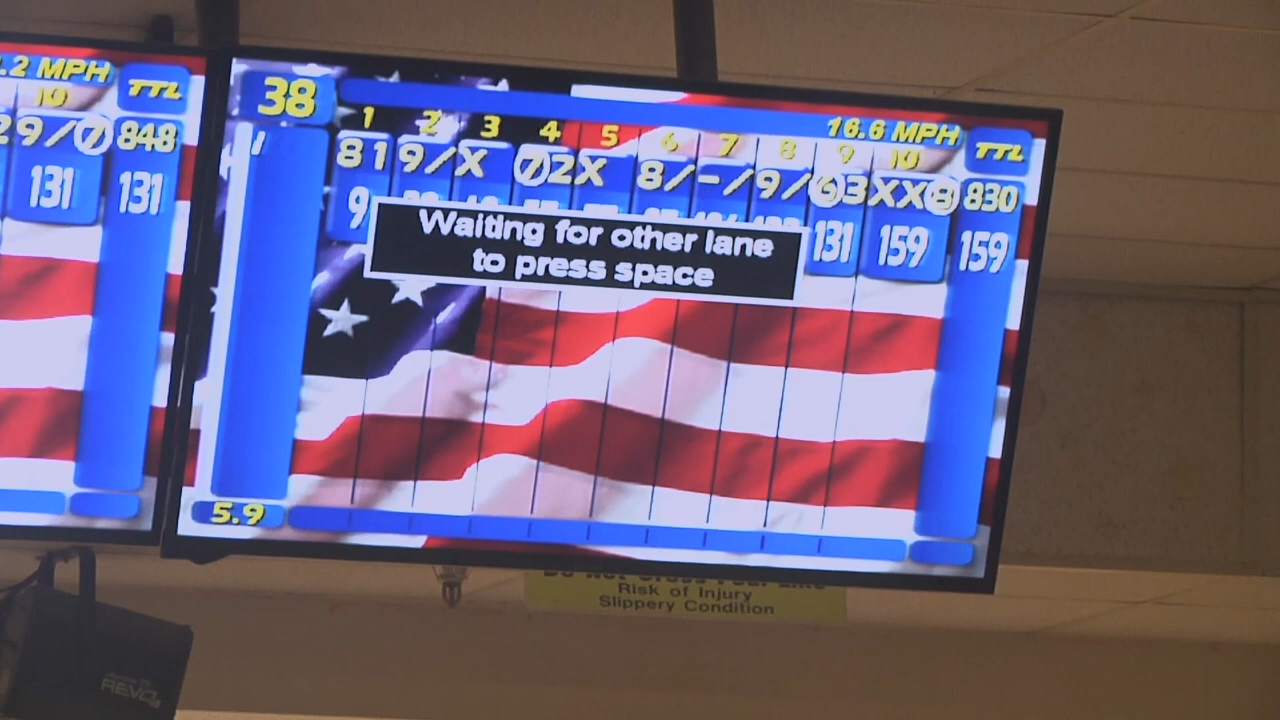 .2 MPH
10 TTL
29/7 848
131 131
38
16.6 MPH
1 2 3 4 5 6 7 8 9 10 TTL
81 9/ X 72 X 8/ -/ 9/ 63 XX8 830
9 131 159 159
Waiting for other lane
to press space
5.9
Risk of Injury
Slippery Condition
REVO